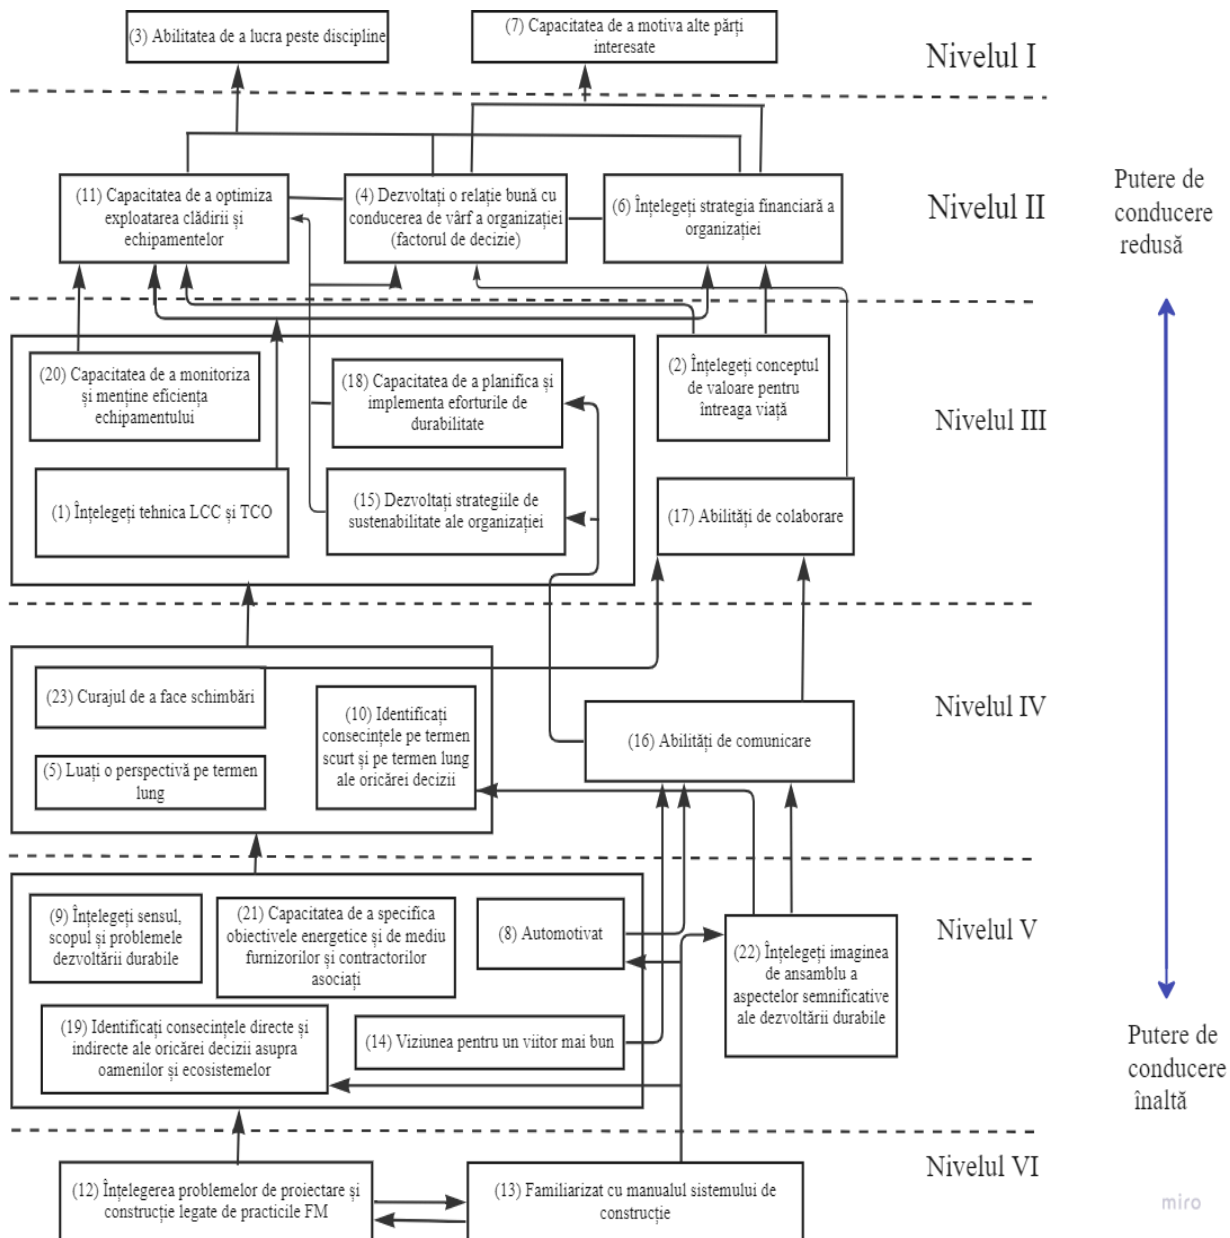 (3) Abilitatea de a lucra peste discipline
(7) Capacitatea de a motiva alte părți
interesate
Nivelul I
(11) Capacitatea de a optimiza
exploatarea clădirii și
echipamentelor
(4) Dezvoltați o relație bună cu
conducerea de vârf a organizației
(factorul de decizie)
(6) Înțelegeți strategia financiară a
organizației
Nivelul II
Putere de
conducere
redusă
(20) Capacitatea de a monitoriza
și menține eficiența
echipamentului
(18) Capacitatea de a planifica și
implementa eforturile de
durabilitate
(2) Înțelegeți conceptul
de valoare pentru
întreaga viață
Nivelul III
(1) Înțelegeți tehnica LCC și TCO
(15) Dezvoltați strategiile de
sustenabilitate ale organizației
(17) Abilități de colaborare
(23) Curajul de a face schimbări
(10) Identificați
consecințele pe termen
scurt și pe termen lung
ale oricărei decizii
(16) Abilități de comunicare
Nivelul IV
(5) Luați o perspectivă pe termen
lung
(9) Înțelegeți sensul,
scopul și problemele
dezvoltării durabile
(21) Capacitatea de a specifica
obiectivele energetice și de mediu
furnizorilor și contractorilor
asociați
(8) Automotivat
(22) Înțelegeți imaginea
de ansamblu a
aspectelor semnificative
ale dezvoltării durabile
Nivelul V
(19) Identificați consecințele directe și
indirecte ale oricărei decizii asupra
oamenilor și ecosistemelor
(14) Viziunea pentru un viitor mai bun
Putere de
conducere
înaltă
(12) Înțelegerea problemelor de proiectare și
construcție legate de practicile FM
(13) Familiarizat cu manualul sistemului de
construcție
Nivelul VI
miro